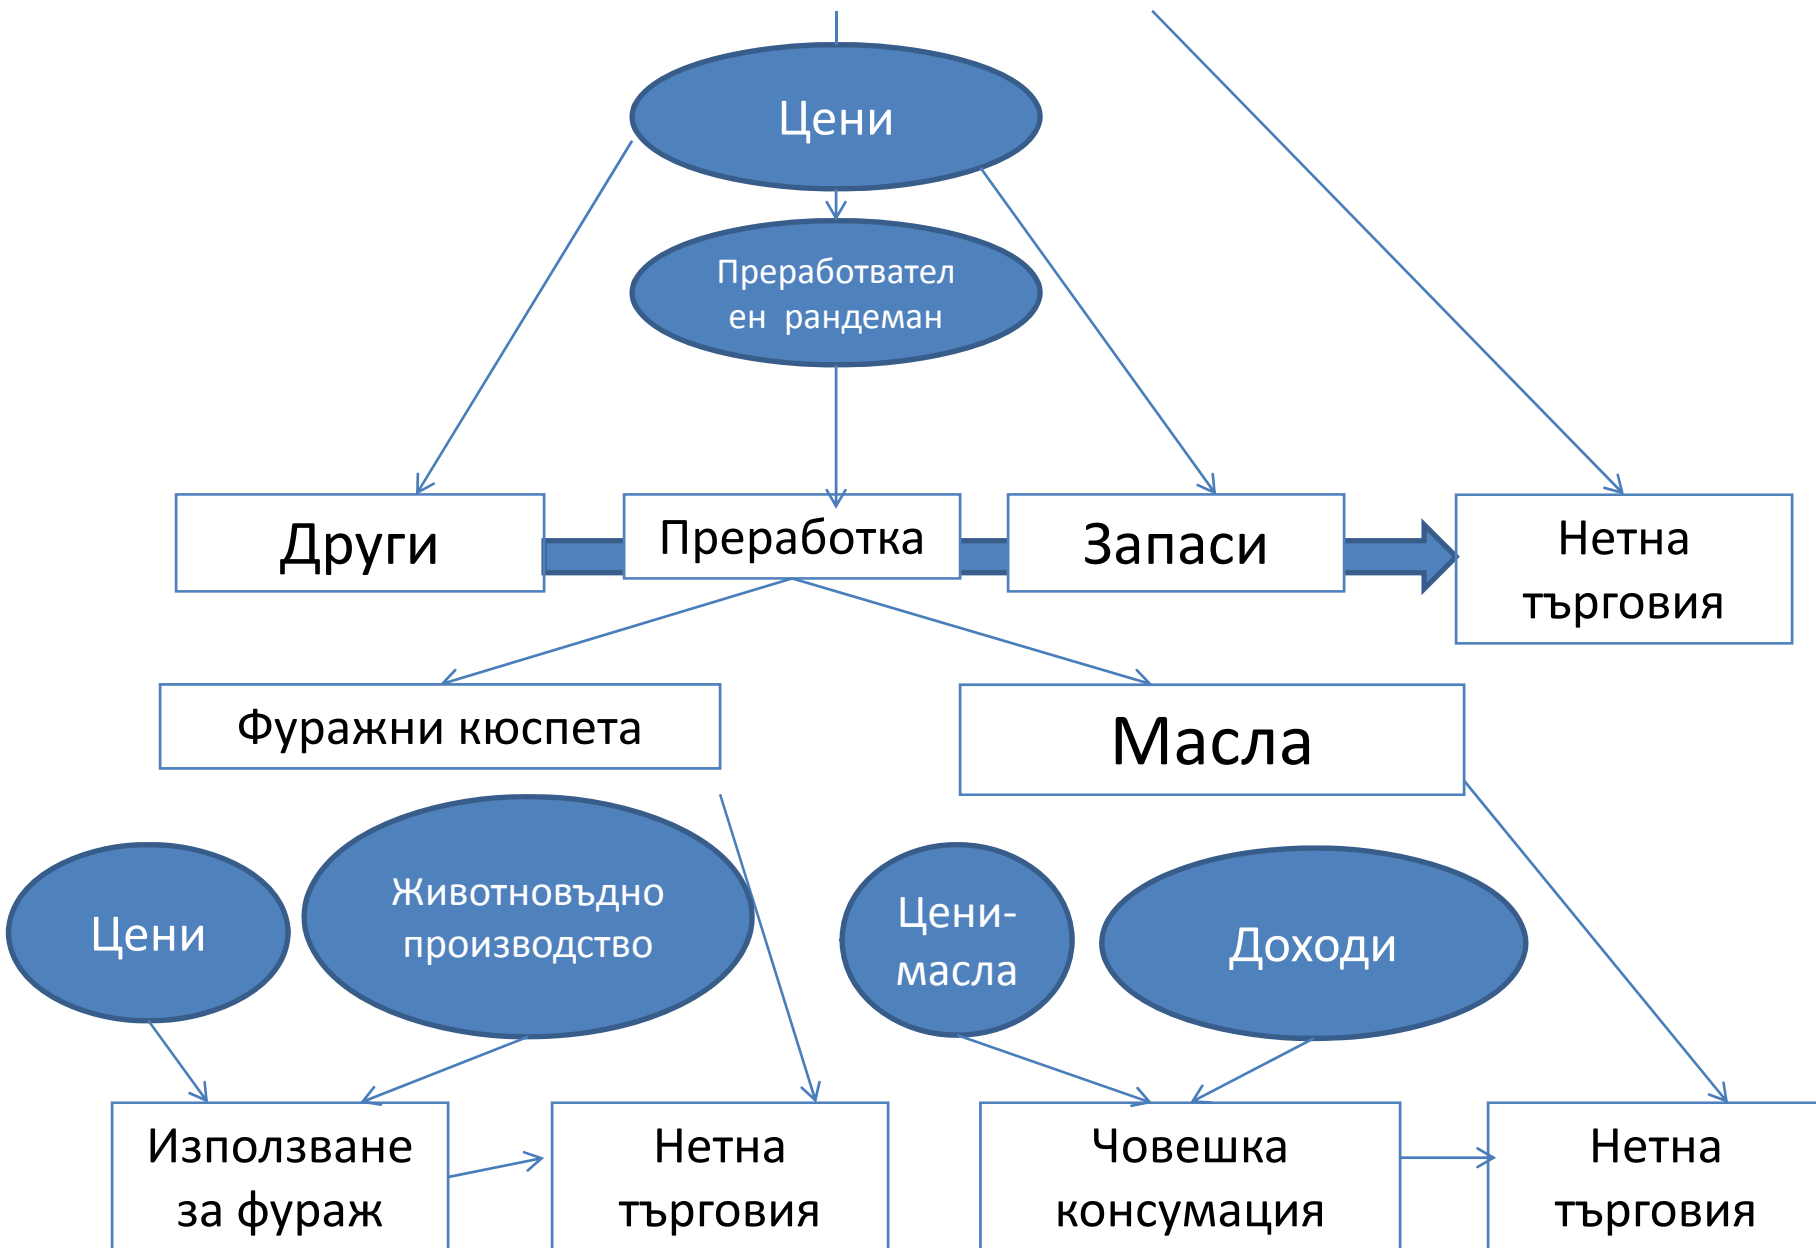 Цени
Преработвател
ен рандеман
Други
Преработка
Запаси
Нетна
търговия
Фуражни кюспета
Масла
Цени
Животновъдно
производство
Цени-
масла
Доходи
Използване
за фураж
Нетна
търговия
Човешка
консумация
Нетна
търговия